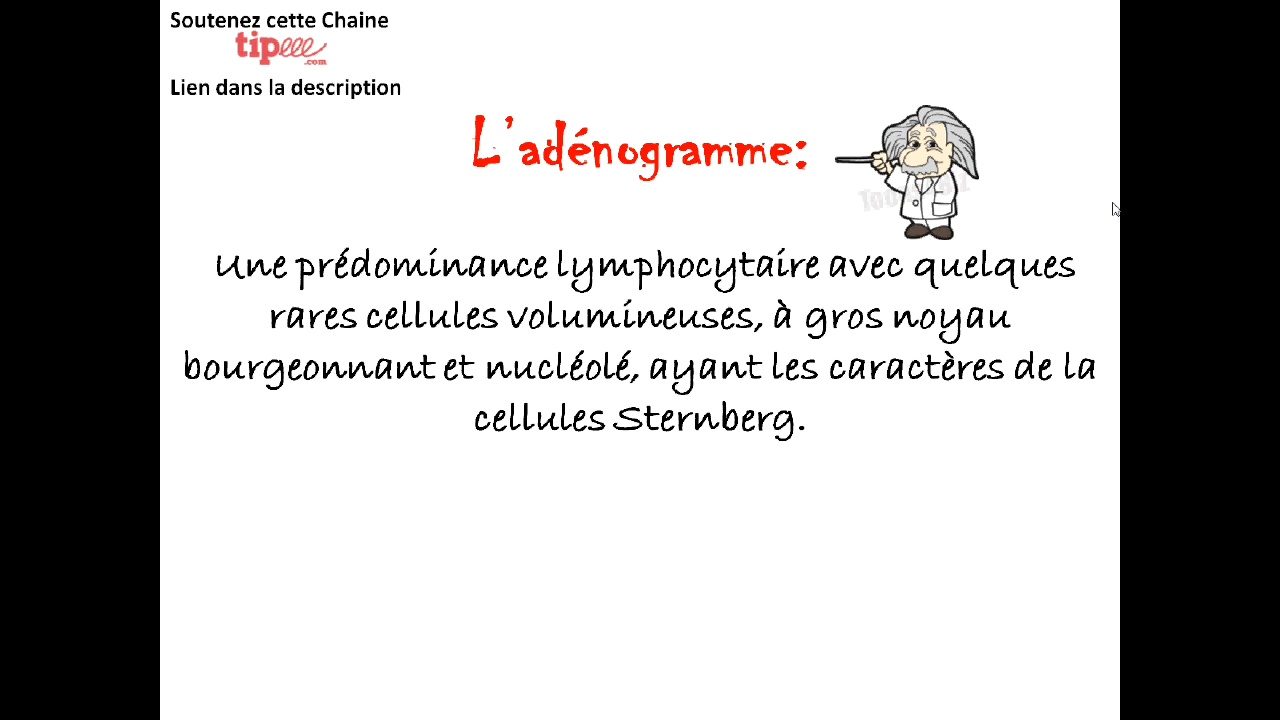 Soutenez cette Chaine
tipeee
.com
Lien dans la description
L'adénogramme:
Une prédominance lymphocytaire avec quelques
rares cellules volumineuses, à gros noyau
bourgeonnant et nucléolé, ayant les caractères de la
cellules Sternberg.